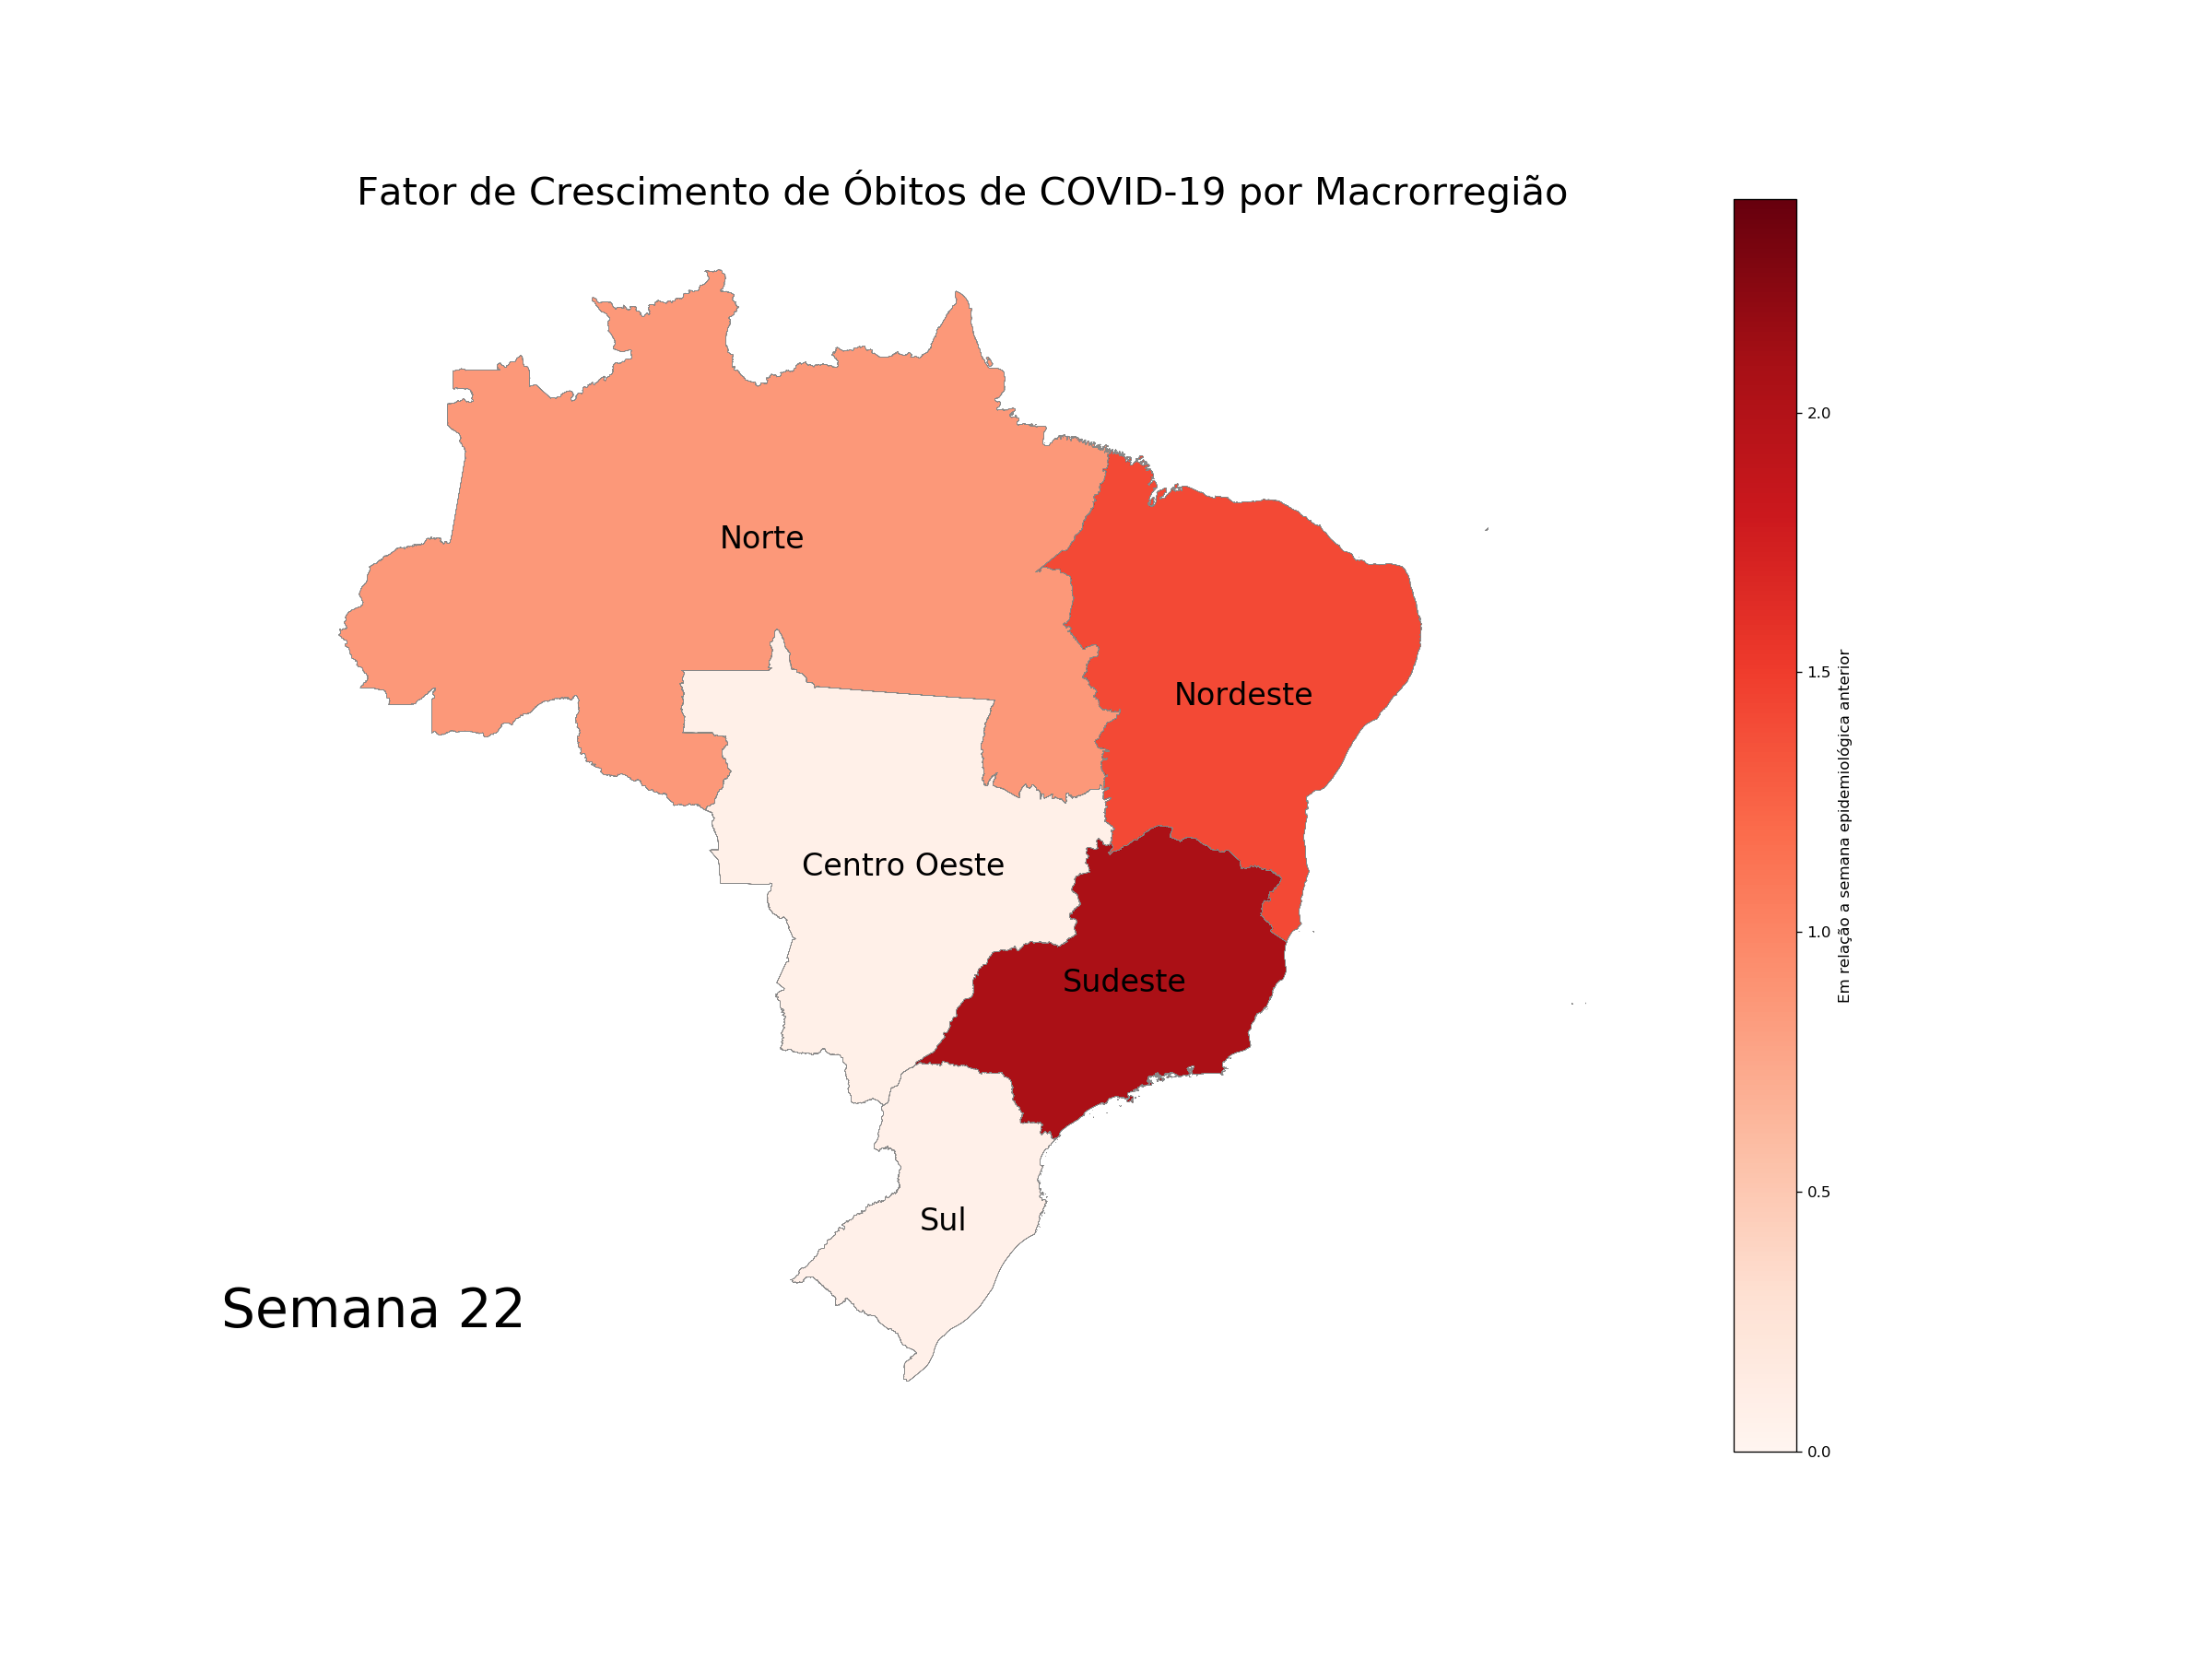 Fator de Crescimento de Óbitos de COVID-19 por Macrorregião
Norte
Nordeste
Centro Oeste
Sudeste
Sul
Semana 22
2.0
1.5
1.0
0.5
0.0
Em relação a semana epidemiológica anterior